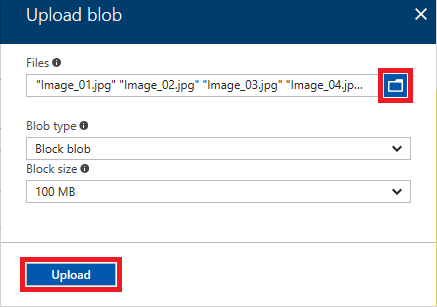 Upload blob
Files
"Image_01.jpg" "Image_02.jpg" "Image_03.jpg" "Image_04.jp...
Blob type
Block blob
Block size
100 MB
Upload